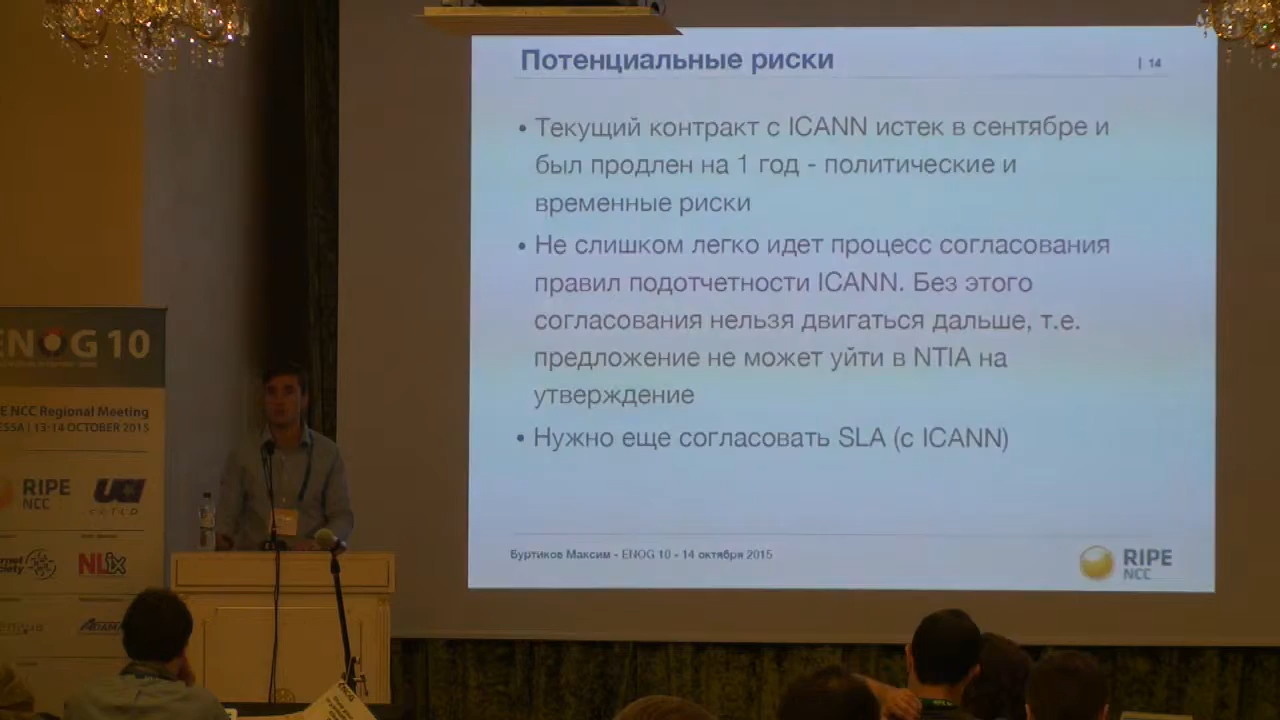 Потенциальные риски
| 14
• Текущий контракт с ICANN истек в сентябре и
был продлен на 1 год - политические и
временные риски
• Не слишком легко идет процесс согласования
правил подотчетности ICANN. Без этого
согласования нельзя двигаться дальше, т.е.
предложение не может уйти в NTIA на
утверждение
• Нужно еще согласовать SLA (с ICANN)
Буртиков Максим - ENOG 10 - 14 октября 2015
RIPE
NCC
ENOG 10
NCC Regional Meeting
13-14 OCTOBER 2015
RIPE
NCC
UCI
NLix